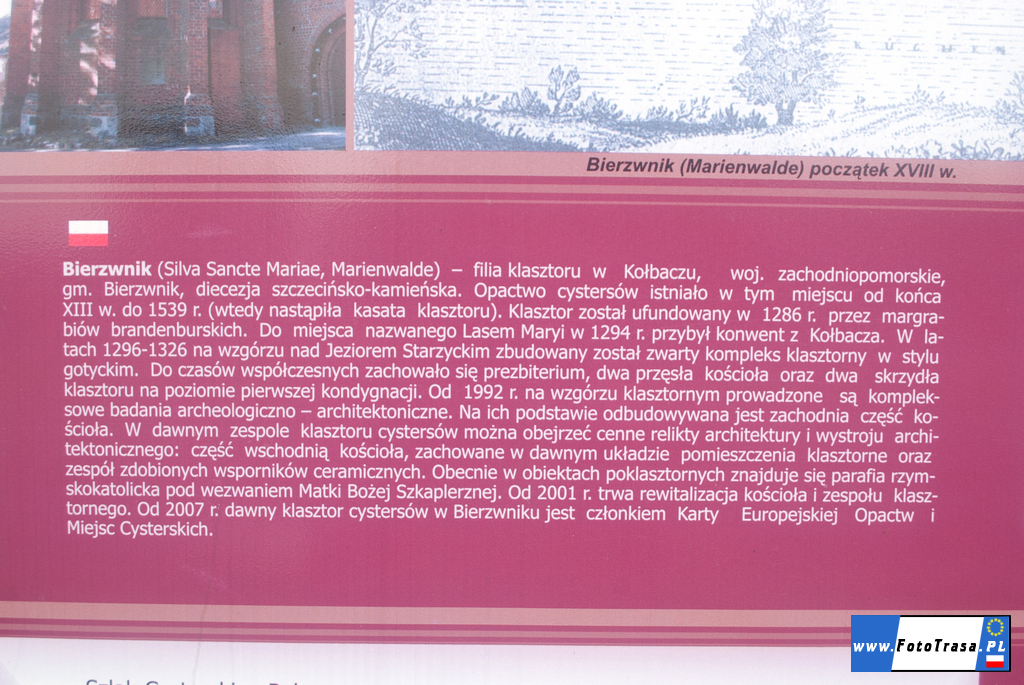 KÜCHEN
Bierzwnik (Marienwalde) początek XVIII w.
Bierzwnik (Silva Sancte Mariae, Marienwalde) – filia klasztoru w Kołbaczu, woj. zachodniopomorskie,
gm. Bierzwnik, diecezja szczecińsko-kamieńska. Opactwo cystersów istniało w tym miejscu od końca
XIII w. do 1539 r. (wtedy nastąpiła kasata klasztoru). Klasztor został ufundowany w 1286 r. przez margra-
biów brandenburskich. Do miejsca nazwanego Lasem Maryi w 1294 r. przybył konwent z Kołbacza. W la-
tach 1296-1326 na wzgórzu nad Jeziorem Starzyckim zbudowany został zwarty kompleks klasztorny w stylu
gotyckim. Do czasów współczesnych zachowało się prezbiterium, dwa przęsła kościoła oraz dwa skrzydła
klasztoru na poziomie pierwszej kondygnacji. Od 1992 r. na wzgórzu klasztornym prowadzone są komplek-
sowe badania archeologiczno – architektoniczne. Na ich podstawie odbudowywana jest zachodnia część ko-
ścioła. W dawnym zespole klasztoru cystersów można obejrzeć cenne relikty architektury i wystroju archi-
tektonicznego: część wschodnią kościoła, zachowane w dawnym układzie pomieszczenia klasztorne oraz
zespół zdobionych wsporników ceramicznych. Obecnie w obiektach poklasztornych znajduje się parafia rzym-
skokatolicka pod wezwaniem Matki Bożej Szkaplerznej. Od 2001 r. trwa rewitalizacja kościoła i zespołu klasz-
tornego. Od 2007 r. dawny klasztor cystersów w Bierzwniku jest członkiem Karty Europejskiej Opactw i
Miejsc Cysterskich.
www.FotoTrasa.PL